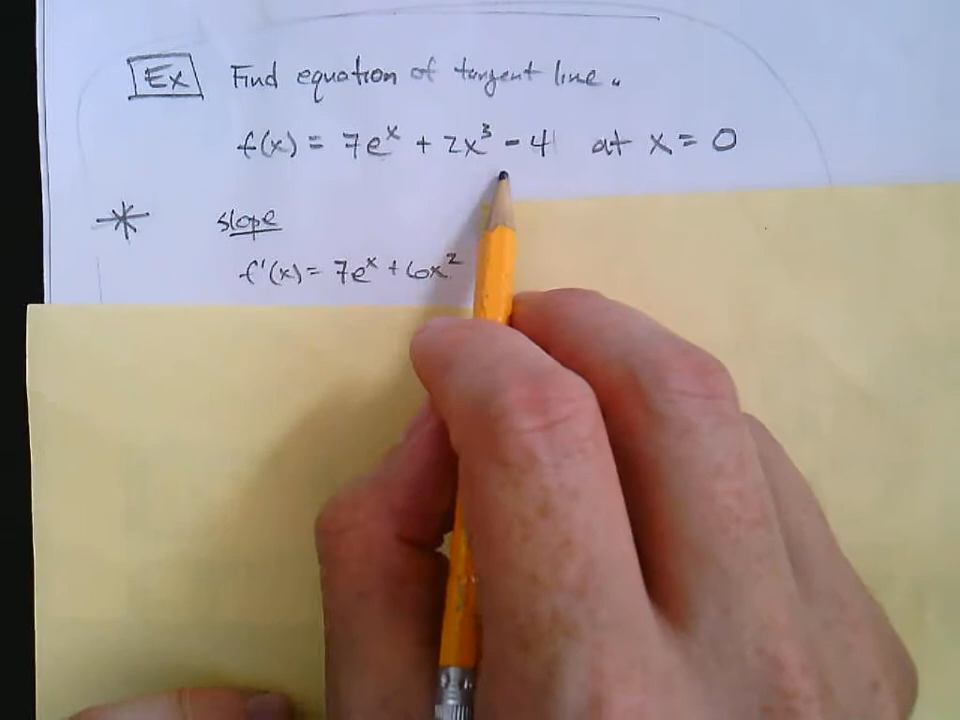 Ex Find equation of tangent line.
f(x) = 7e^x + 2x^3 - 4 at x = 0
* slope
f'(x) = 7e^x + 6x^2